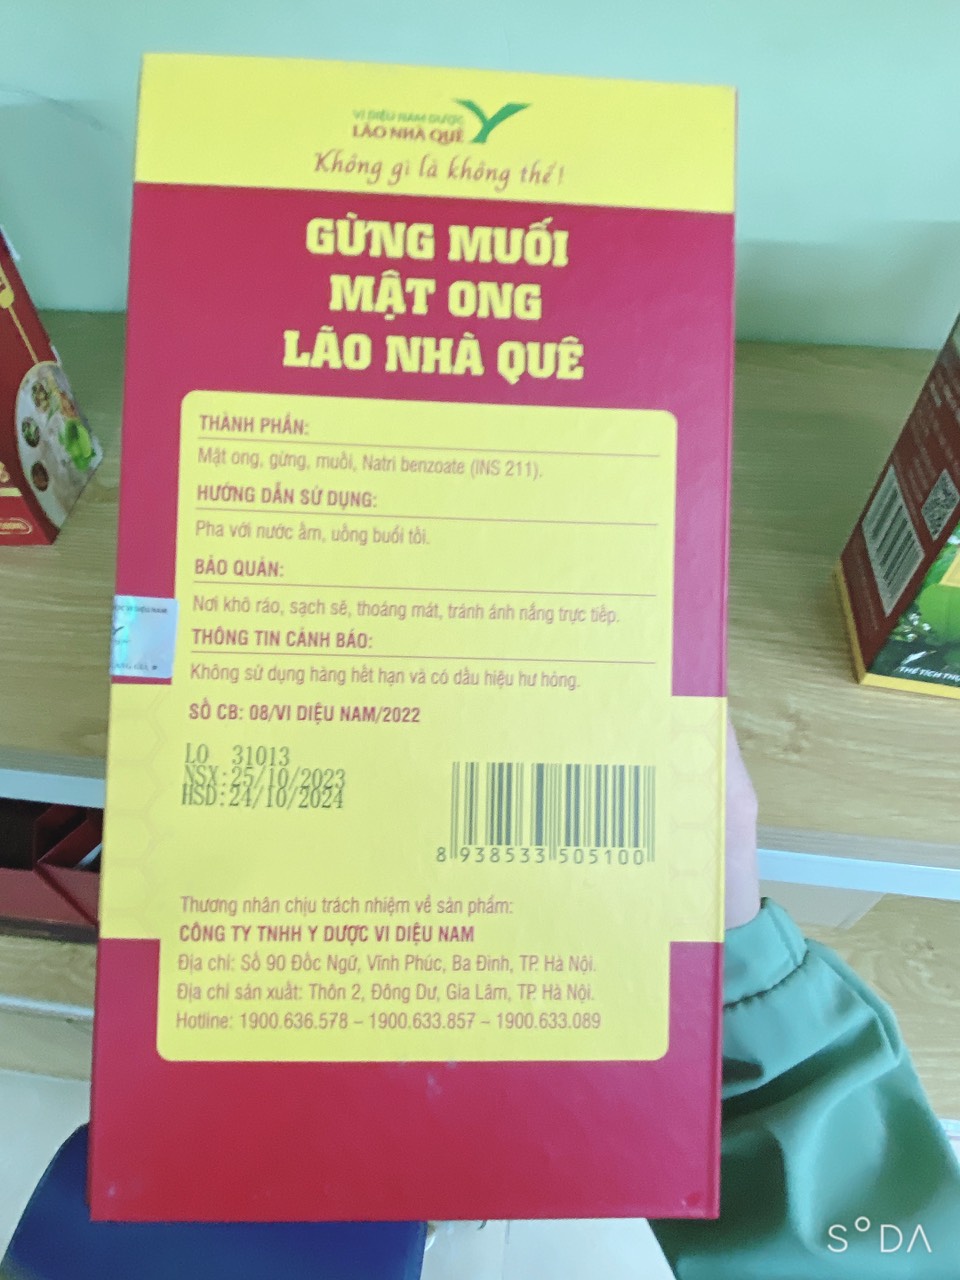 VI DIỆU NAM DƯỢC
LÃO NHÀ QUÊ
Không gì là không thể!
GỪNG MUỐI
MẬT ONG
LÃO NHÀ QUÊ
THÀNH PHẦN:
Mật ong, gừng, muối, Natri benzoate (INS 211).
HƯỚNG DẪN SỬ DỤNG:
Pha với nước ấm, uống buổi tối.
BẢO QUẢN:
Nơi khô ráo, sạch sẽ, thoáng mát, tránh ánh nắng trực tiếp.
THÔNG TIN CẢNH BÁO:
Không sử dụng hàng hết hạn và có dấu hiệu hư hỏng.
SỐ CB: 08/VI DIỆU NAM/2022
LO 31013
NSX:25/10/2023
HSD:24/10/2024
8 938533 505100
Thương nhân chịu trách nhiệm về sản phẩm:
CÔNG TY TNHH Y DƯỢC VI DIỆU NAM
Địa chỉ: Số 90 Đốc Ngữ, Vĩnh Phúc, Ba Đình, TP. Hà Nội.
Địa chỉ sản xuất: Thôn 2, Đông Dư, Gia Lâm, TP. Hà Nội.
Hotline: 1900.636.578 – 1900.633.857 – 1900.633.089
THỂ TÍCH
SODA